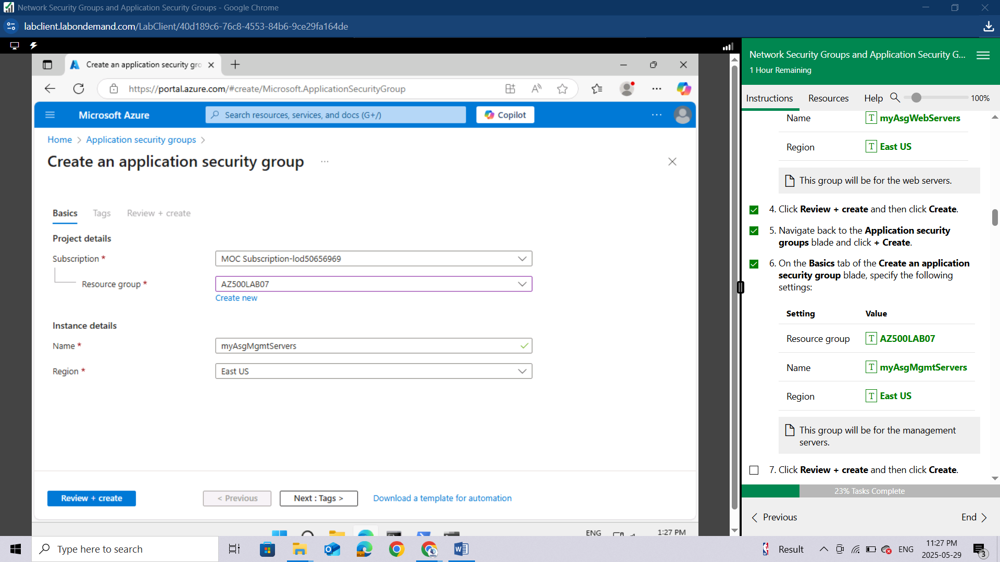 Network Security Groups and Application Security Groups - Google Chrome
labclient.labondemand.com/LabClient/40d189c6-76c8-4553-84b6-9ce29fa164de
Create an application security gro
https://portal.azure.com/#create/Microsoft.ApplicationSecurityGroup
Microsoft Azure
Search resources, services, and docs (G+/)
Copilot
Home > Application security groups >
Create an application security group
Basics
Tags
Review + create
Project details
Subscription *
MOC Subscription-lod50656969
Resource group *
AZ500LAB07
Create new
Instance details
Name *
myAsgMgmtServers
Region *
East US
Review + create
< Previous
Next : Tags >
Download a template for automation
ENG
1:27 PM
Network Security Groups and Application Security G...
1 Hour Remaining
Instructions
Resources
Help
100%
Name
T myAsgWebServers
Region
T East US
This group will be for the web servers.
4. Click Review + create and then click Create.
5. Navigate back to the Application security
groups blade and click + Create.
6. On the Basics tab of the Create an application
security group blade, specify the following
settings:
Setting
Value
Resource group
T AZ500LAB07
Name
T myAsgMgmtServers
Region
T East US
This group will be for the management
servers.
7. Click Review + create and then click Create.
23% Tasks Complete
Previous
End
Type here to search
Result
ENG
11:27 PM
2025-05-29
3